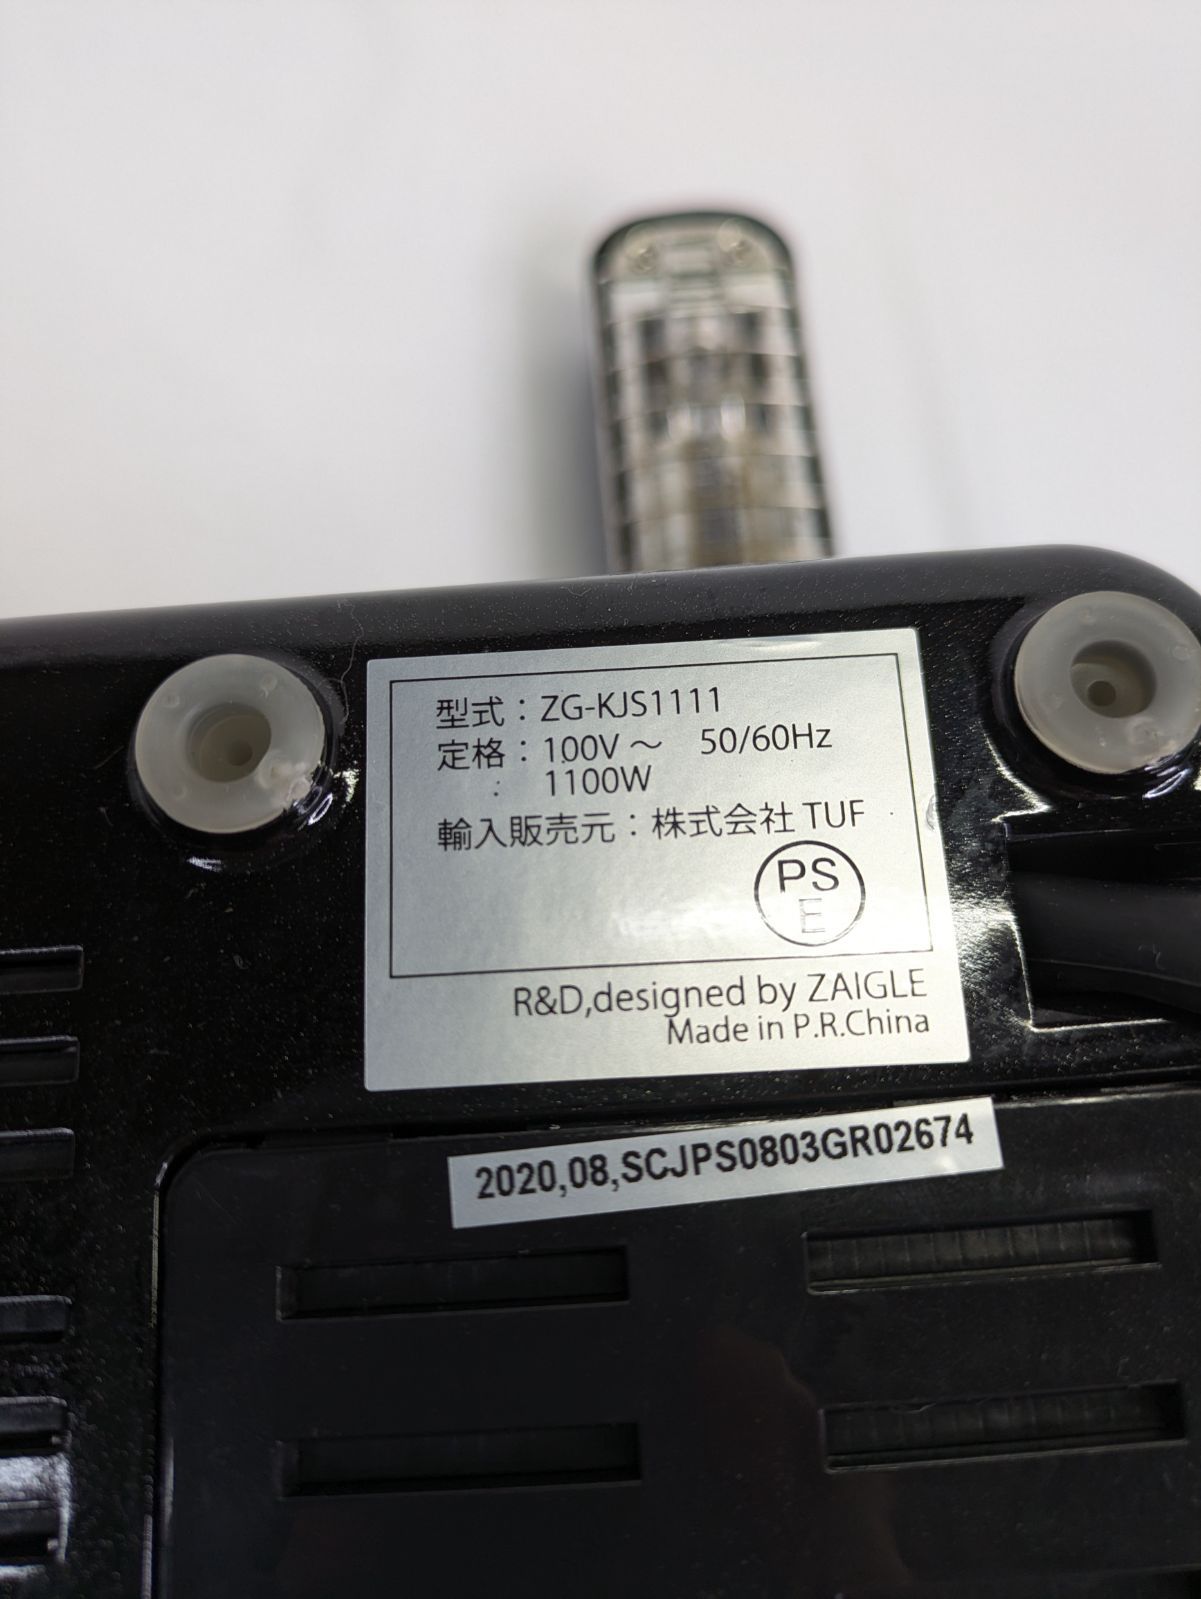 型式：ZG-KJS1111
定格：100V～ 50/60Hz
: 1100W
輸入販売元：株式会社 TUF
PS
E
R&D,designed by ZAIGLE
Made in P.R.China
2020,08,SCJPS0803GR02674